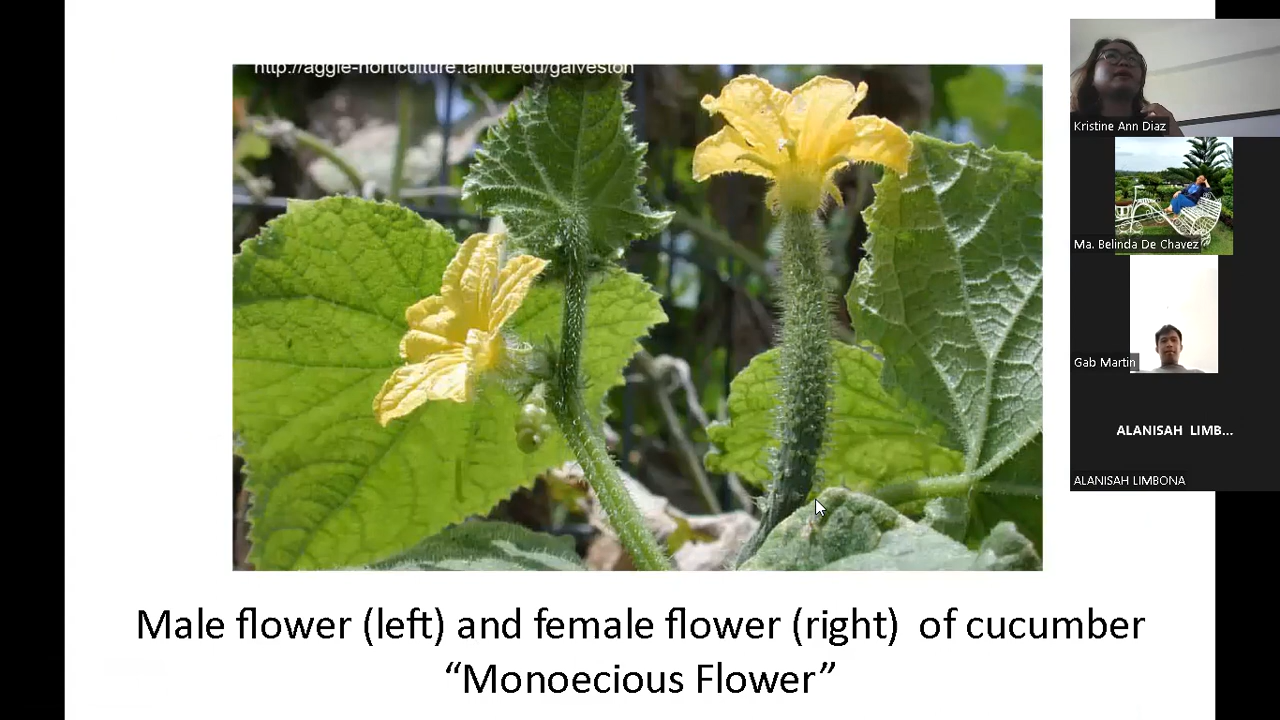 http://aggie-horticulture.tamu.edu/galveston
Male flower (left) and female flower (right) of cucumber
“Monoecious Flower”
Kristine Ann Diaz
Ma. Belinda De Chavez
Gab Martin
ALANISAH LIMB...
ALANISAH LIMBONA